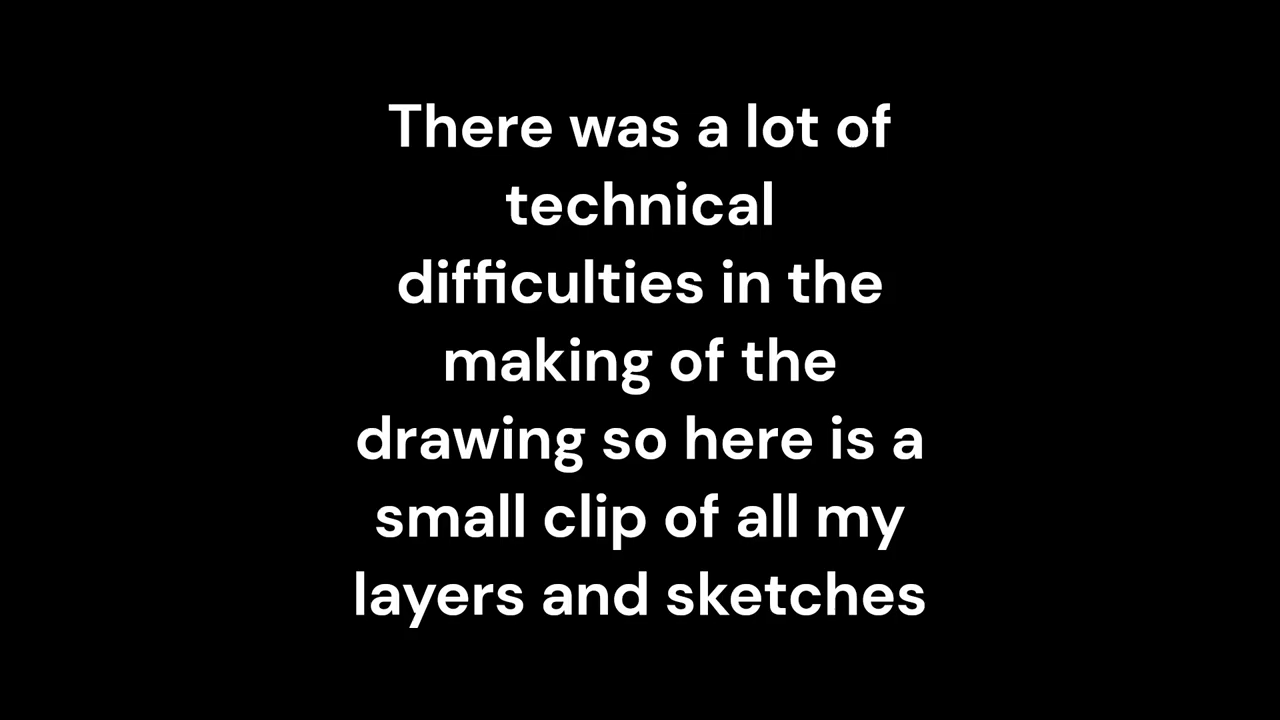 There was a lot of
technical
difficulties in the
making of the
drawing so here is a
small clip of all my
layers and sketches